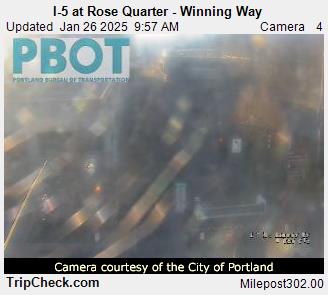 I-5 at Rose Quarter - Winning Way
Updated Jan 26 2025 9:57 AM Camera 4
PBOT
PORTLAND BUREAU OF TRANSPORTATION
Camera courtesy of the City of Portland
TripCheck.com Milepost302.00